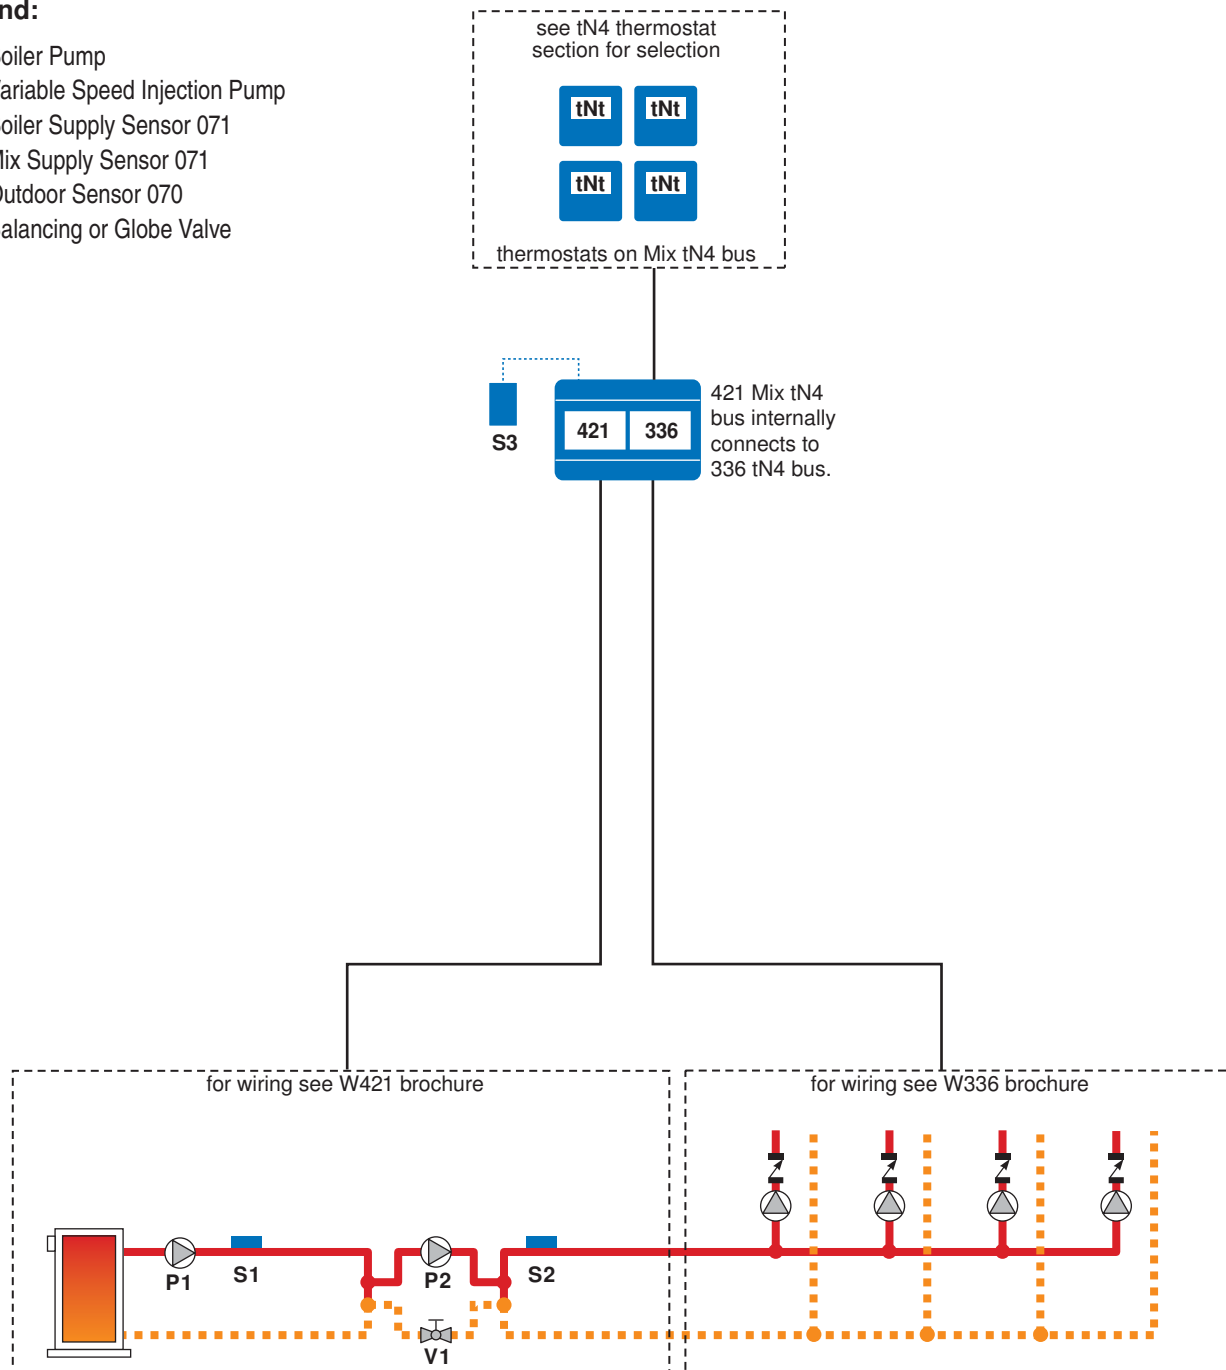 nd:
oiler Pump
ariable Speed Injection Pump
oiler Supply Sensor 071
ix Supply Sensor 071
utdoor Sensor 070
alancing or Globe Valve
see tN4 thermostat
section for selection
tNt tNt
tNt tNt
thermostats on Mix tN4 bus
S3
421 336
421 Mix tN4
bus internally
connects to
336 tN4 bus.
for wiring see W421 brochure
for wiring see W336 brochure
P1
S1
P2
S2
V1